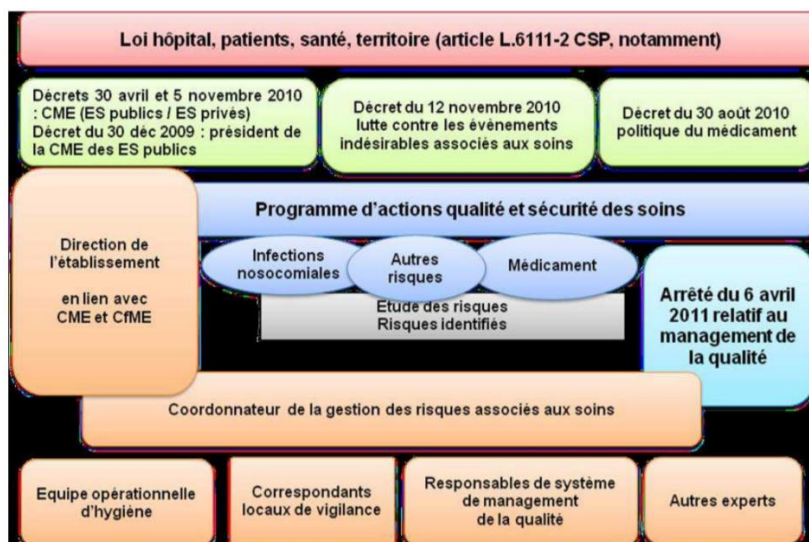 Loi hôpital, patients, santé, territoire (article L.6111-2 CSP, notamment)
Décrets 30 avril et 5 novembre 2010
: CME (ES publics / ES privés)
Décret du 30 déc 2009 : président de
la CME des ES publics
Décret du 12 novembre 2010
lutte contre les évènements
indésirables associés aux soins
Décret du 30 août 2010
politique du médicament
Programme d'actions qualité et sécurité des soins
Direction de
l'établissement
en lien avec
CME et CfME
Infections
nosocomiales
Autres
risques
Médicament
Etude des risques
Risques identifiés
Arrêté du 6 avril
2011 relatif au
management de
la qualité
Coordonnateur de la gestion des risques associés aux soins
Equipe opérationnelle
d'hygiène
Correspondants
locaux de vigilance
Responsables de système
de management
de la qualité
Autres experts